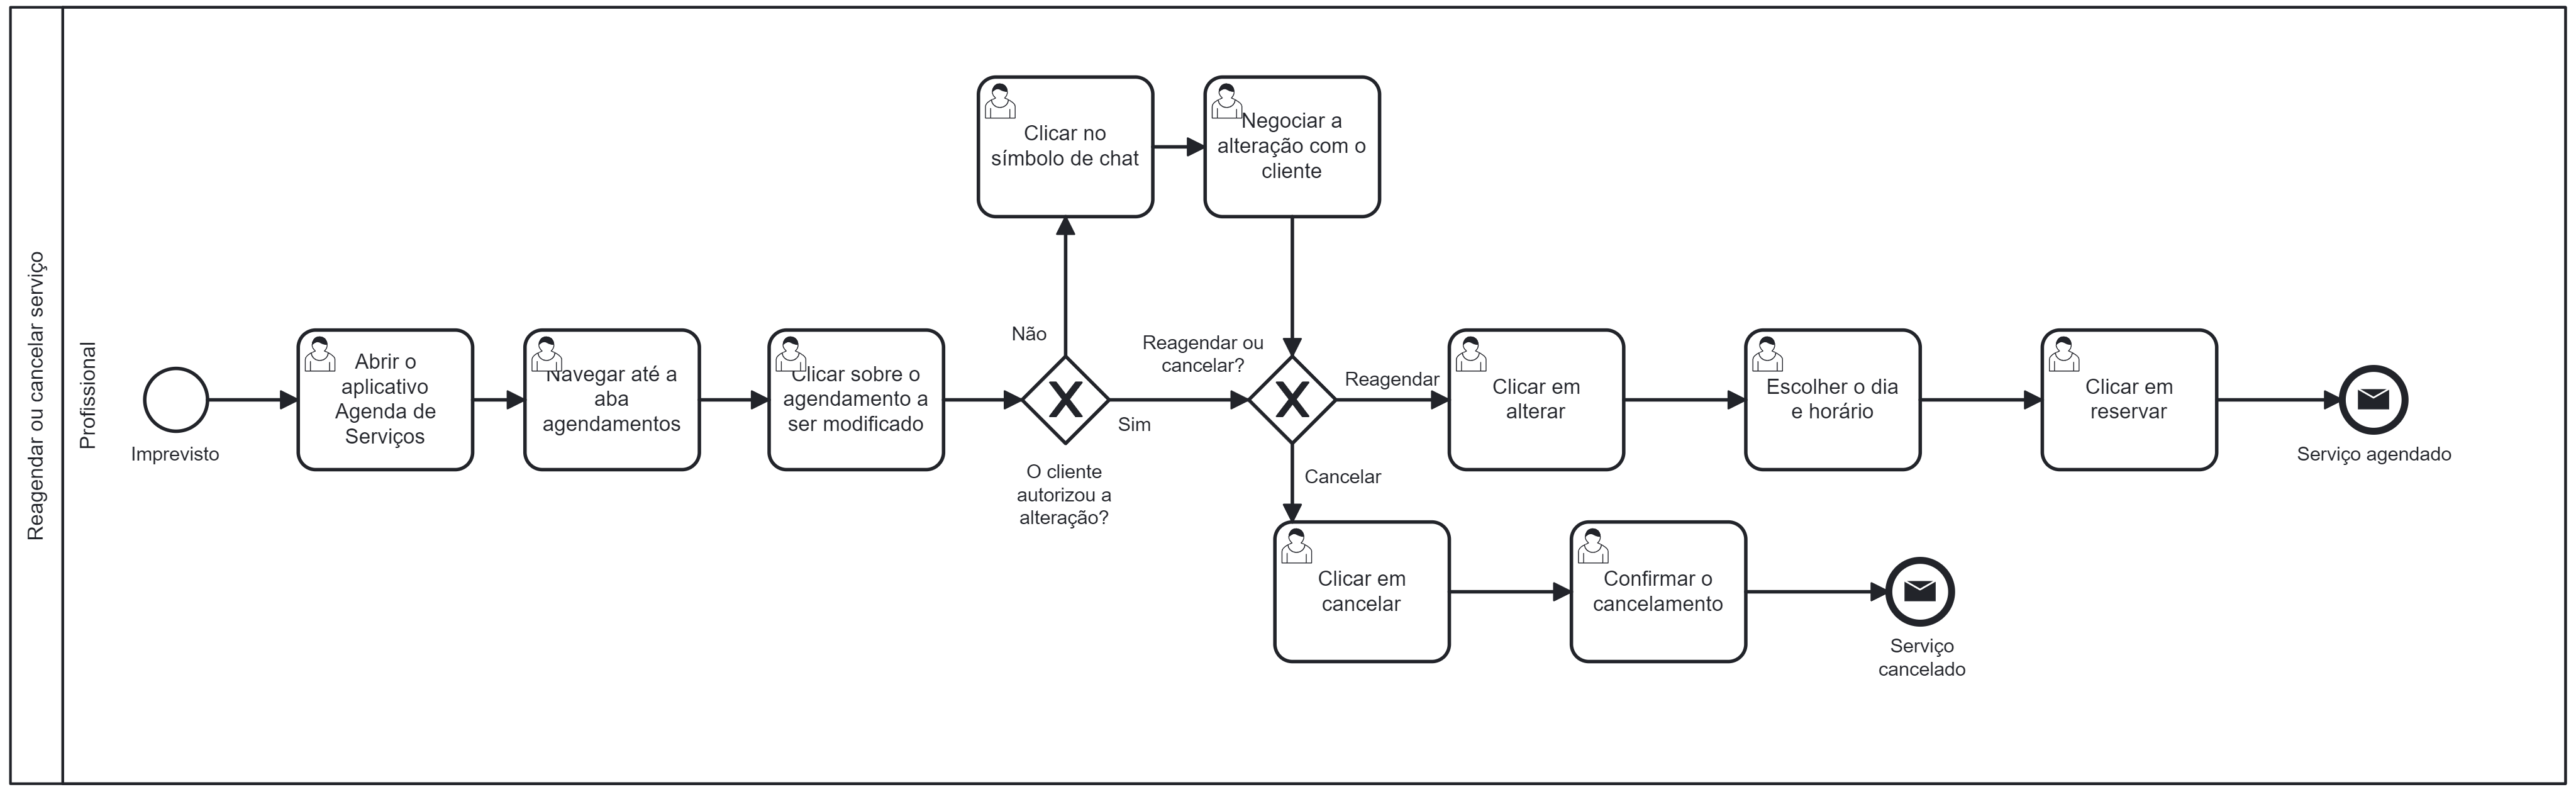 Reagendar ou cancelar serviço
Profissional
Imprevisto
Abrir o
aplicativo
Agenda de
Serviços
Navegar até a
aba
agendamentos
Clicar sobre o
agendamento a
ser modificado
O cliente
autorizou a
alteração?
Não
Sim
Clicar no
símbolo de chat
Negociar a
alteração com o
cliente
Reagendar ou
cancelar?
Reagendar
Clicar em
alterar
Escolher o dia
e horário
Clicar em
reservar
Serviço agendado
Cancelar
Clicar em
cancelar
Confirmar o
cancelamento
Serviço
cancelado